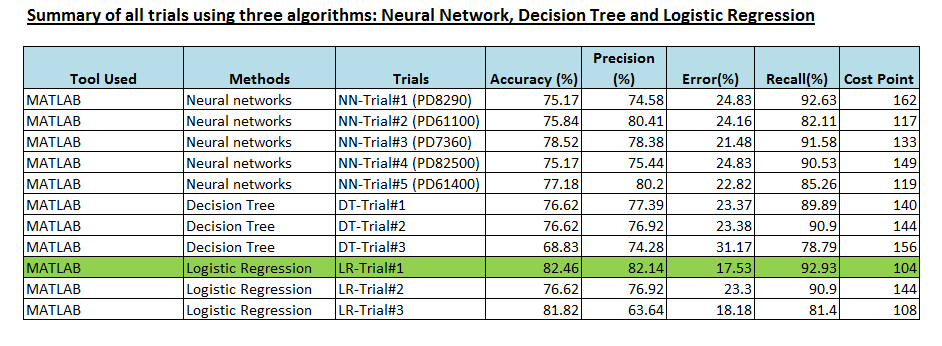 Summary of all trials using three algorithms: Neural Network, Decision Tree and Logistic Regression
Tool Used Methods Trials Accuracy (%) Precision (%) Error(%) Recall(%) Cost Point
MATLAB Neural networks NN-Trial#1 (PD8290) 75.17 74.58 24.83 92.63 162
MATLAB Neural networks NN-Trial#2 (PD61100) 75.84 80.41 24.16 82.11 117
MATLAB Neural networks NN-Trial#3 (PD7360) 78.52 78.38 21.48 91.58 133
MATLAB Neural networks NN-Trial#4 (PD82500) 75.17 75.44 24.83 90.53 149
MATLAB Neural networks NN-Trial#5 (PD61400) 77.18 80.2 22.82 85.26 119
MATLAB Decision Tree DT-Trial#1 76.62 77.39 23.37 89.89 140
MATLAB Decision Tree DT-Trial#2 76.62 76.92 23.38 90.9 144
MATLAB Decision Tree DT-Trial#3 68.83 74.28 31.17 78.79 156
MATLAB Logistic Regression LR-Trial#1 82.46 82.14 17.53 92.93 104
MATLAB Logistic Regression LR-Trial#2 76.62 76.92 23.3 90.9 144
MATLAB Logistic Regression LR-Trial#3 81.82 63.64 18.18 81.4 108